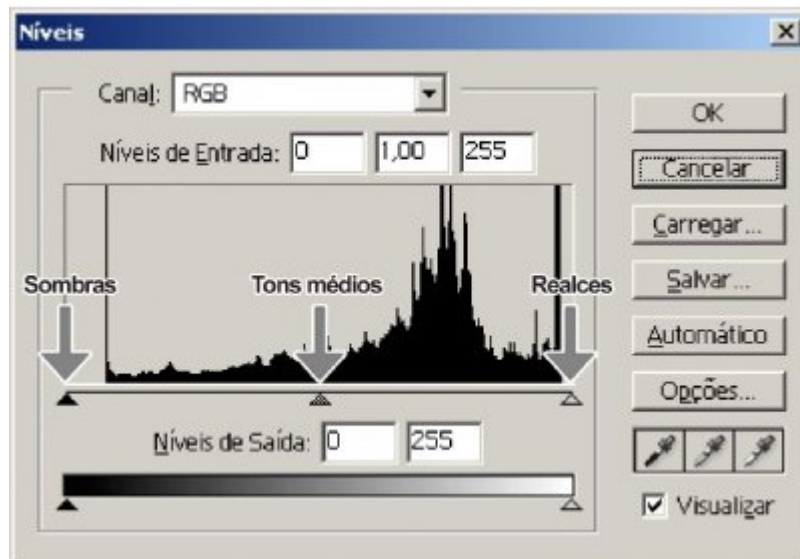 Níveis
Canal: RGB
Níveis de Entrada: 0 1,00 255
Sombras Tons médios Realces
Níveis de Saída: 0 255
OK
Cancelar
Carregar...
Salvar...
Automático
Opções...
Visualizar